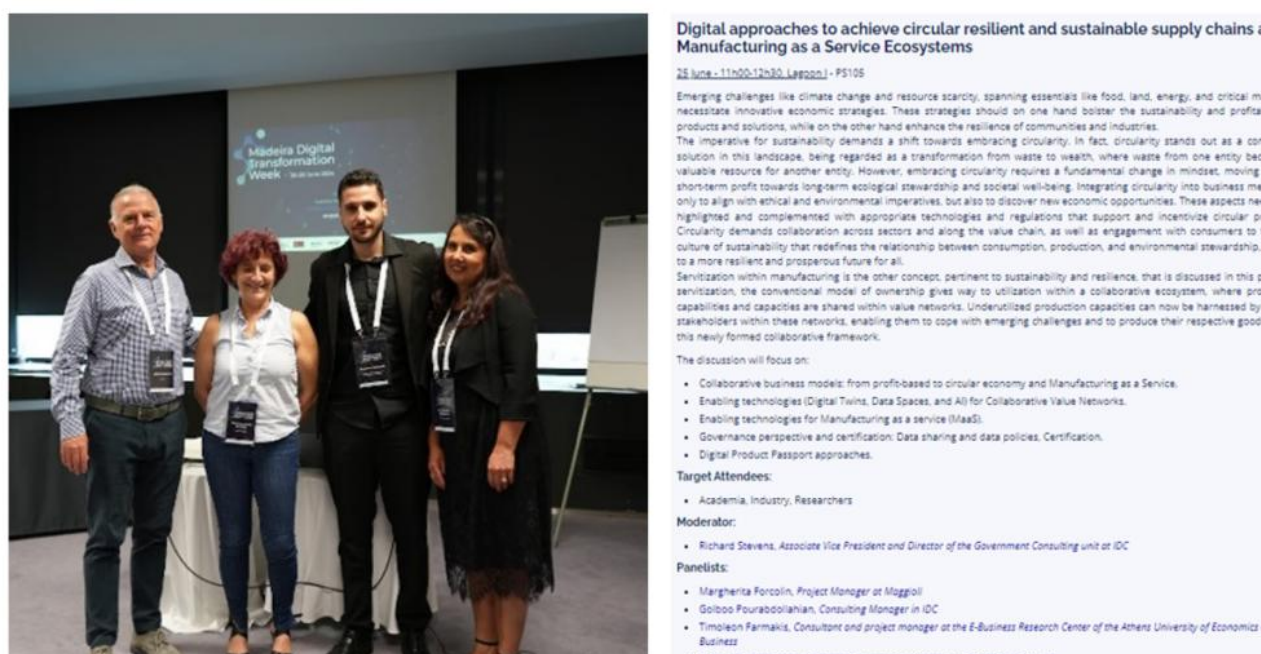 Madeira Digital
Transformation
Week
Digital approaches to achieve circular resilient and sustainable supply chains
Manufacturing as a Service Ecosystems
25 June - 11h00-12h30, Lagoon I - PS105
Emerging challenges like climate change and resource scarcity, spanning essentials like food, land, energy, and critical
necessitate innovative economic strategies. These strategies should on one hand bolster the sustainability and
products and solutions, while on the other hand enhance the resilience of communities and industries.
The imperative for sustainability demands a shift towards embracing circularity. In fact, circularity stands out as a
solution in this landscape, being regarded as a transformation from waste to wealth, where waste from one entity
valuable resource for another entity. However, embracing circularity requires a fundamental change in mindset, moving
short-term profit towards long-term ecological stewardship and societal well-being. Integrating circularity into business
only to align with ethical and environmental imperatives, but also to discover new economic opportunities. These aspects
highlighted and complemented with appropriate technologies and regulations that support and incentivize circular
Circularity demands collaboration across sectors and along the value chain, as well as engagement with consumers to
culture of sustainability that redefines the relationship between consumption, production, and environmental stewardship,
to a more resilient and prosperous future for all.
Servitization within manufacturing is the other concept, pertinent to sustainability and resilience, that is discussed in this
servitization, the conventional model of ownership gives way to utilization within a collaborative ecosystem, where
capabilities and capacities are shared within value networks. Underutilized production capacities can now be harnessed by
stakeholders within these networks, enabling them to cope with emerging challenges and to produce their respective
this newly formed collaborative framework.
The discussion will focus on:
• Collaborative business models: from profit-based to circular economy and Manufacturing as a Service.
• Enabling technologies (Digital Twins, Data Spaces, and AI) for Collaborative Value Networks.
• Enabling technologies for Manufacturing as a service (MaaS).
• Governance perspective and certification: Data sharing and data policies, Certification.
• Digital Product Passport approaches.
Target Attendees:
• Academia, Industry, Researchers
Moderator:
• Richard Stevens, Associate Vice President and Director of the Government Consulting unit at IDC
Panelists:
• Margherita Forcolin, Project Manager at Maggioli
• Golboo Pourabdollahian, Consulting Manager in IDC
• Timoleon Farmakis, Consultant and project manager at the E-Business Research Center of the Athens University of Economics
Business